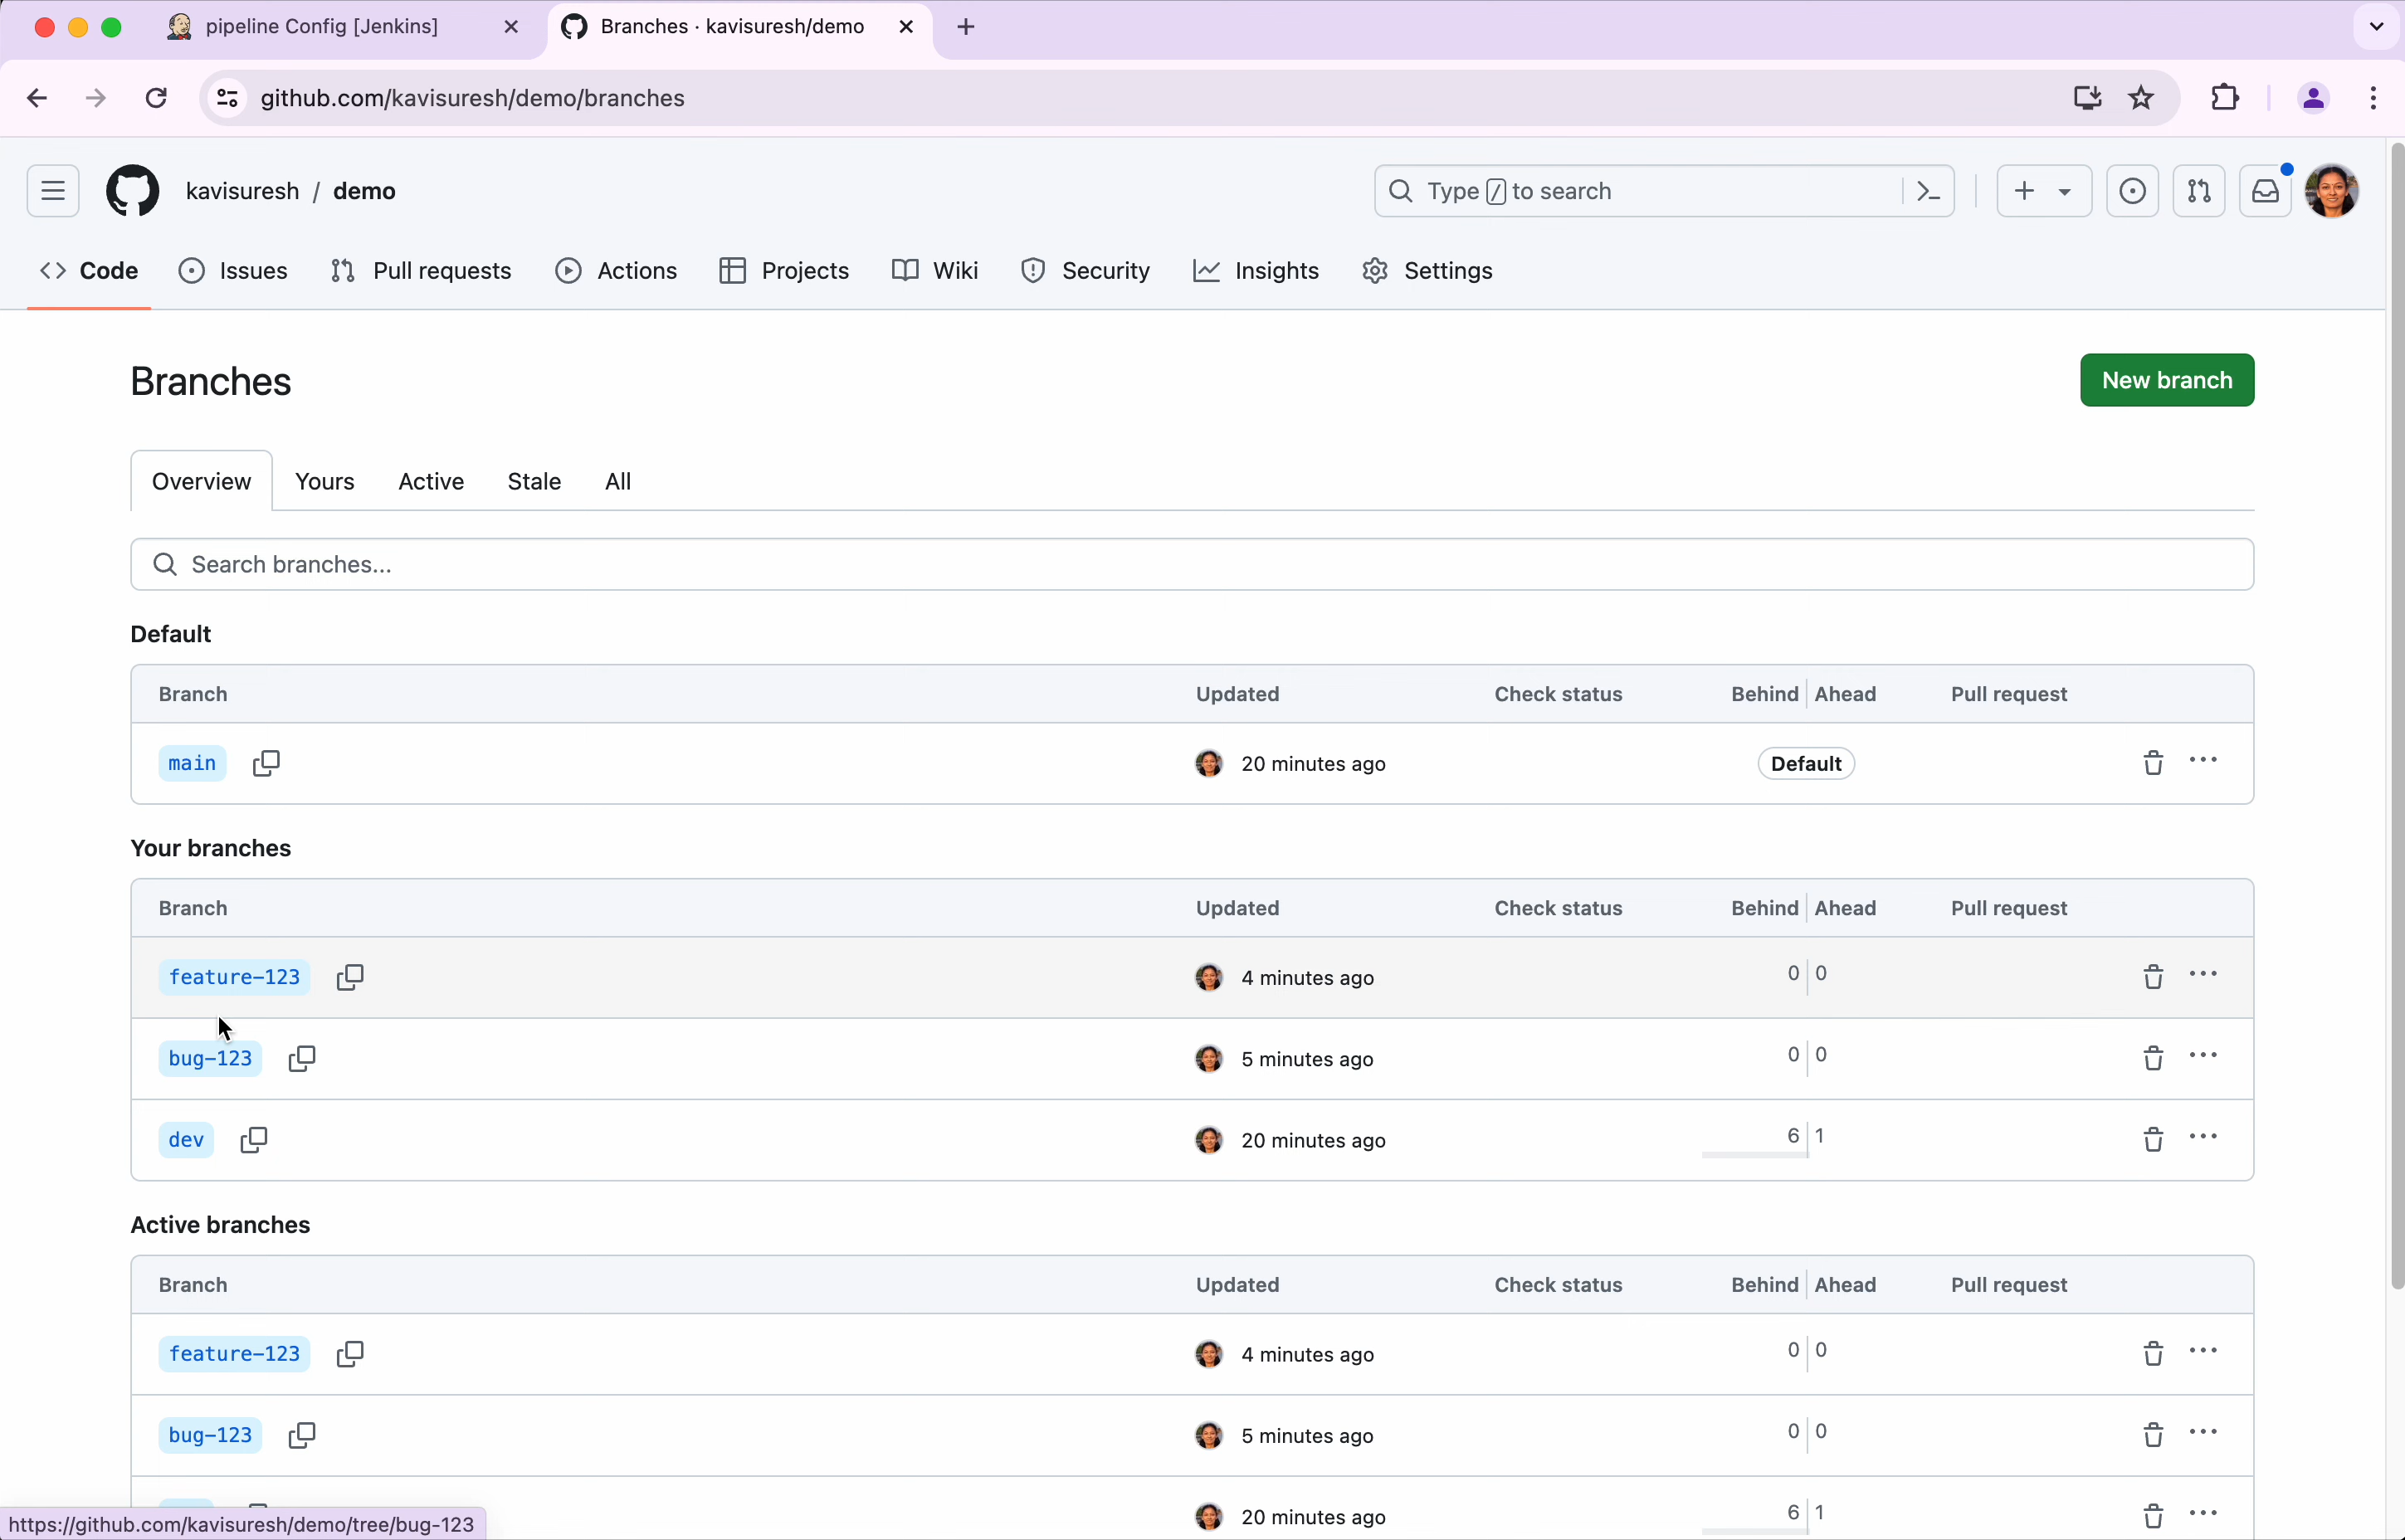 pipeline Config [Jenkins]
Branches · kavisuresh/demo
github.com/kavisuresh/demo/branches
kavisuresh / demo
Type / to search
Code Issues Pull requests Actions Projects Wiki Security Insights Settings
Branches
New branch
Overview Yours Active Stale All
Search branches...
Default
Branch Updated Check status Behind Ahead Pull request
main 20 minutes ago Default
Your branches
Branch Updated Check status Behind Ahead Pull request
feature-123 4 minutes ago 0 0
bug-123 5 minutes ago 0 0
dev 20 minutes ago 6 1
Active branches
Branch Updated Check status Behind Ahead Pull request
feature-123 4 minutes ago 0 0
bug-123 5 minutes ago 0 0
20 minutes ago 6 1
https://github.com/kavisuresh/demo/tree/bug-123